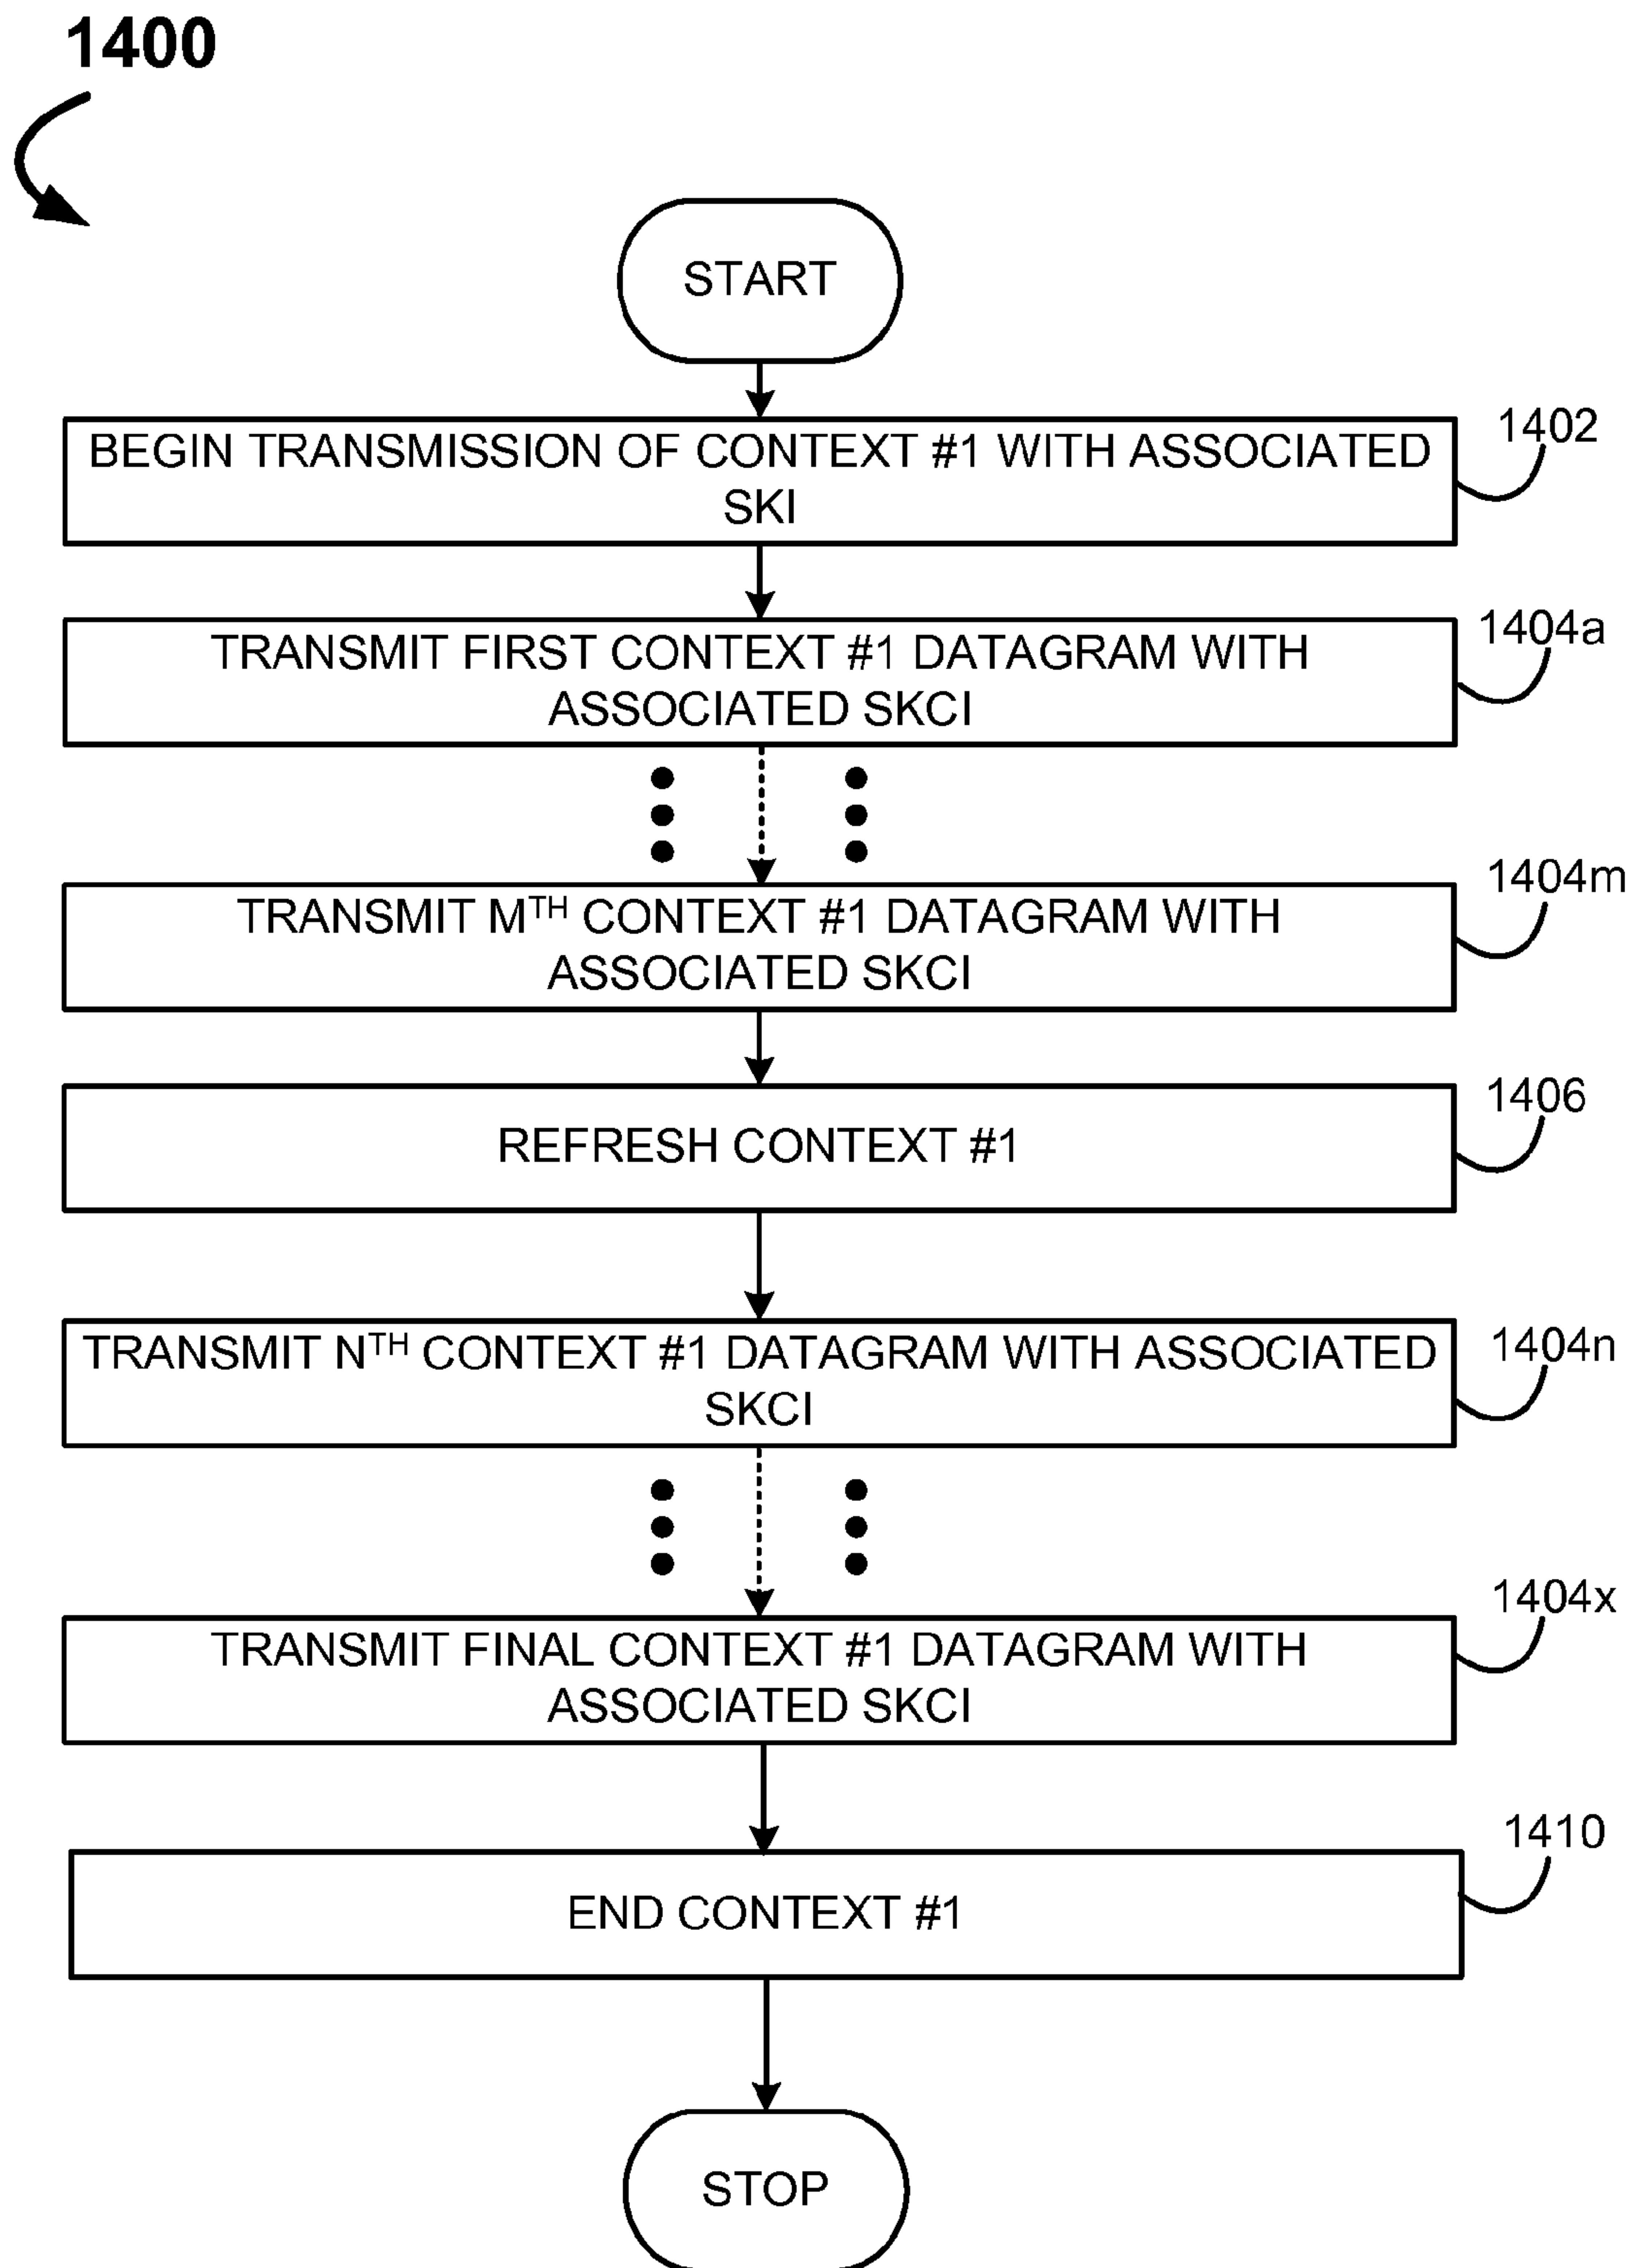 1400
START
BEGIN TRANSMISSION OF CONTEXT #1 WITH ASSOCIATED
SKI
1402
TRANSMIT FIRST CONTEXT #1 DATAGRAM WITH
ASSOCIATED SKCI
1404a
TRANSMIT MTH CONTEXT #1 DATAGRAM WITH
ASSOCIATED SKCI
1404m
REFRESH CONTEXT #1
1406
TRANSMIT NTH CONTEXT #1 DATAGRAM WITH ASSOCIATED
SKCI
1404n
TRANSMIT FINAL CONTEXT #1 DATAGRAM WITH
ASSOCIATED SKCI
1404x
END CONTEXT #1
1410
STOP